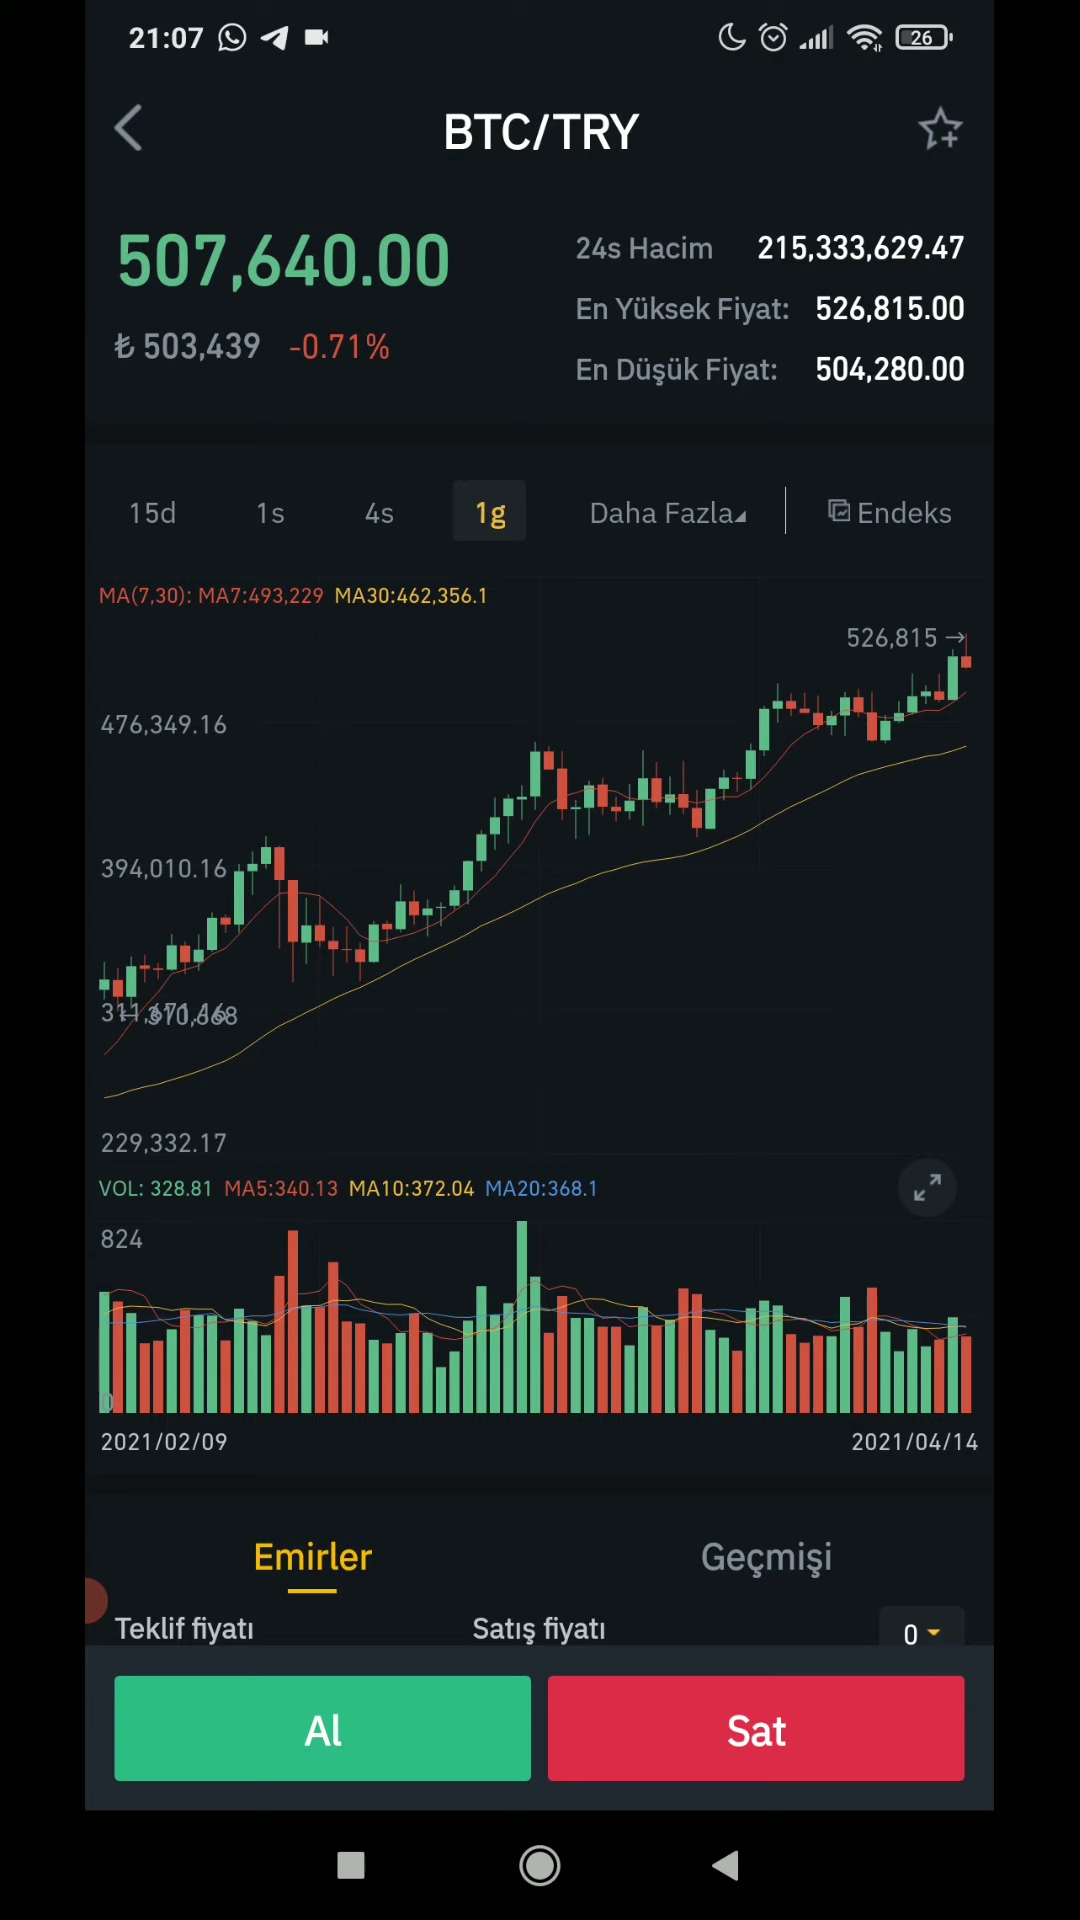 21:07
26
BTC/TRY
507,640.00
₺ 503,439 -0.71%
24s Hacim 215,333,629.47
En Yüksek Fiyat: 526,815.00
En Düşük Fiyat: 504,280.00
15d 1s 4s 1g Daha Fazla Endeks
MA(7,30): MA7:493,229 MA30:462,356.1
526,815 →
476,349.16
394,010.16
311,671.16
229,332.17
VOL: 328.81 MA5:340.13 MA10:372.04 MA20:368.1
824
0
2021/02/09 2021/04/14
Emirler Geçmişi
Teklif fiyatı Satış fiyatı 0
Al Sat